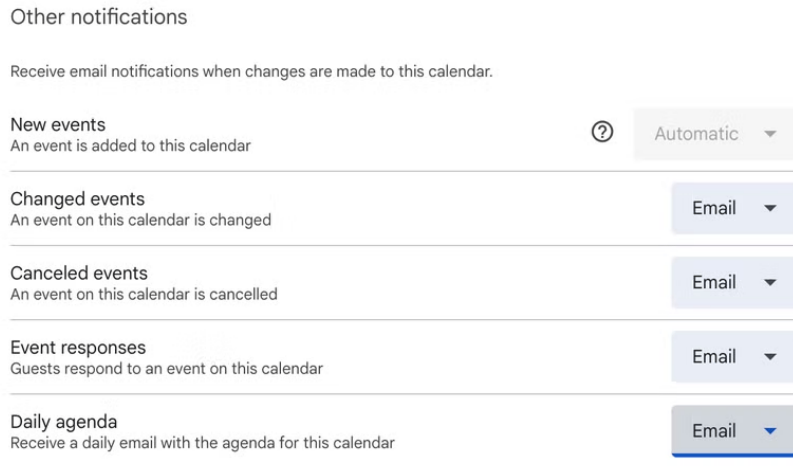 Other notifications
Receive email notifications when changes are made to this calendar.
New events
An event is added to this calendar
Automatic
Changed events
An event on this calendar is changed
Email
Canceled events
An event on this calendar is cancelled
Email
Event responses
Guests respond to an event on this calendar
Email
Daily agenda
Receive a daily email with the agenda for this calendar
Email